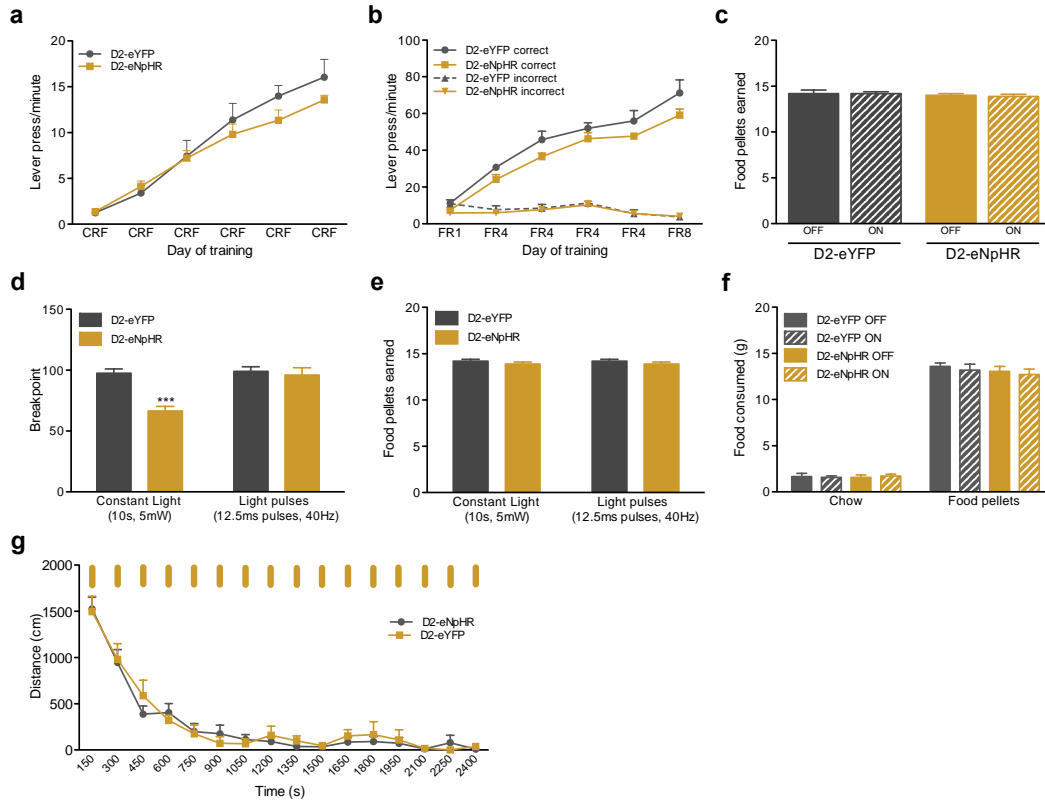 a
D2-eYFP
D2-eNpHR
Lever press/minute
20
15
10
5
0
CRF CRF CRF CRF CRF CRF
Day of training
b
D2-eYFP correct
D2-eNpHR correct
D2-eYFP incorrect
D2-eNpHR incorrect
Lever press/minute
100
80
60
40
20
0
FR1 FR4 FR4 FR4 FR4 FR8
Day of training
c
Food pellets earned
20
15
10
5
0
OFF ON OFF ON
D2-eYFP D2-eNpHR
d
D2-eYFP
D2-eNpHR
Breakpoint
150
100
50
0
***
Constant Light Light pulses
(10s, 5mW) (12.5ms pulses, 40Hz)
e
D2-eYFP
D2-eNpHR
Food pellets earned
20
15
10
5
0
Constant Light Light pulses
(10s, 5mW) (12.5ms pulses, 40Hz)
f
D2-eYFP OFF
D2-eYFP ON
D2-eNpHR OFF
D2-eNpHR ON
Food consumed (g)
20
15
10
5
0
Chow Food pellets
g
D2-eNpHR
D2-eYFP
Distance (cm)
2000
1500
1000
500
0
150 300 450 600 750 900 1050 1200 1350 1500 1650 1800 1950 2100 2250 2400
Time (s)